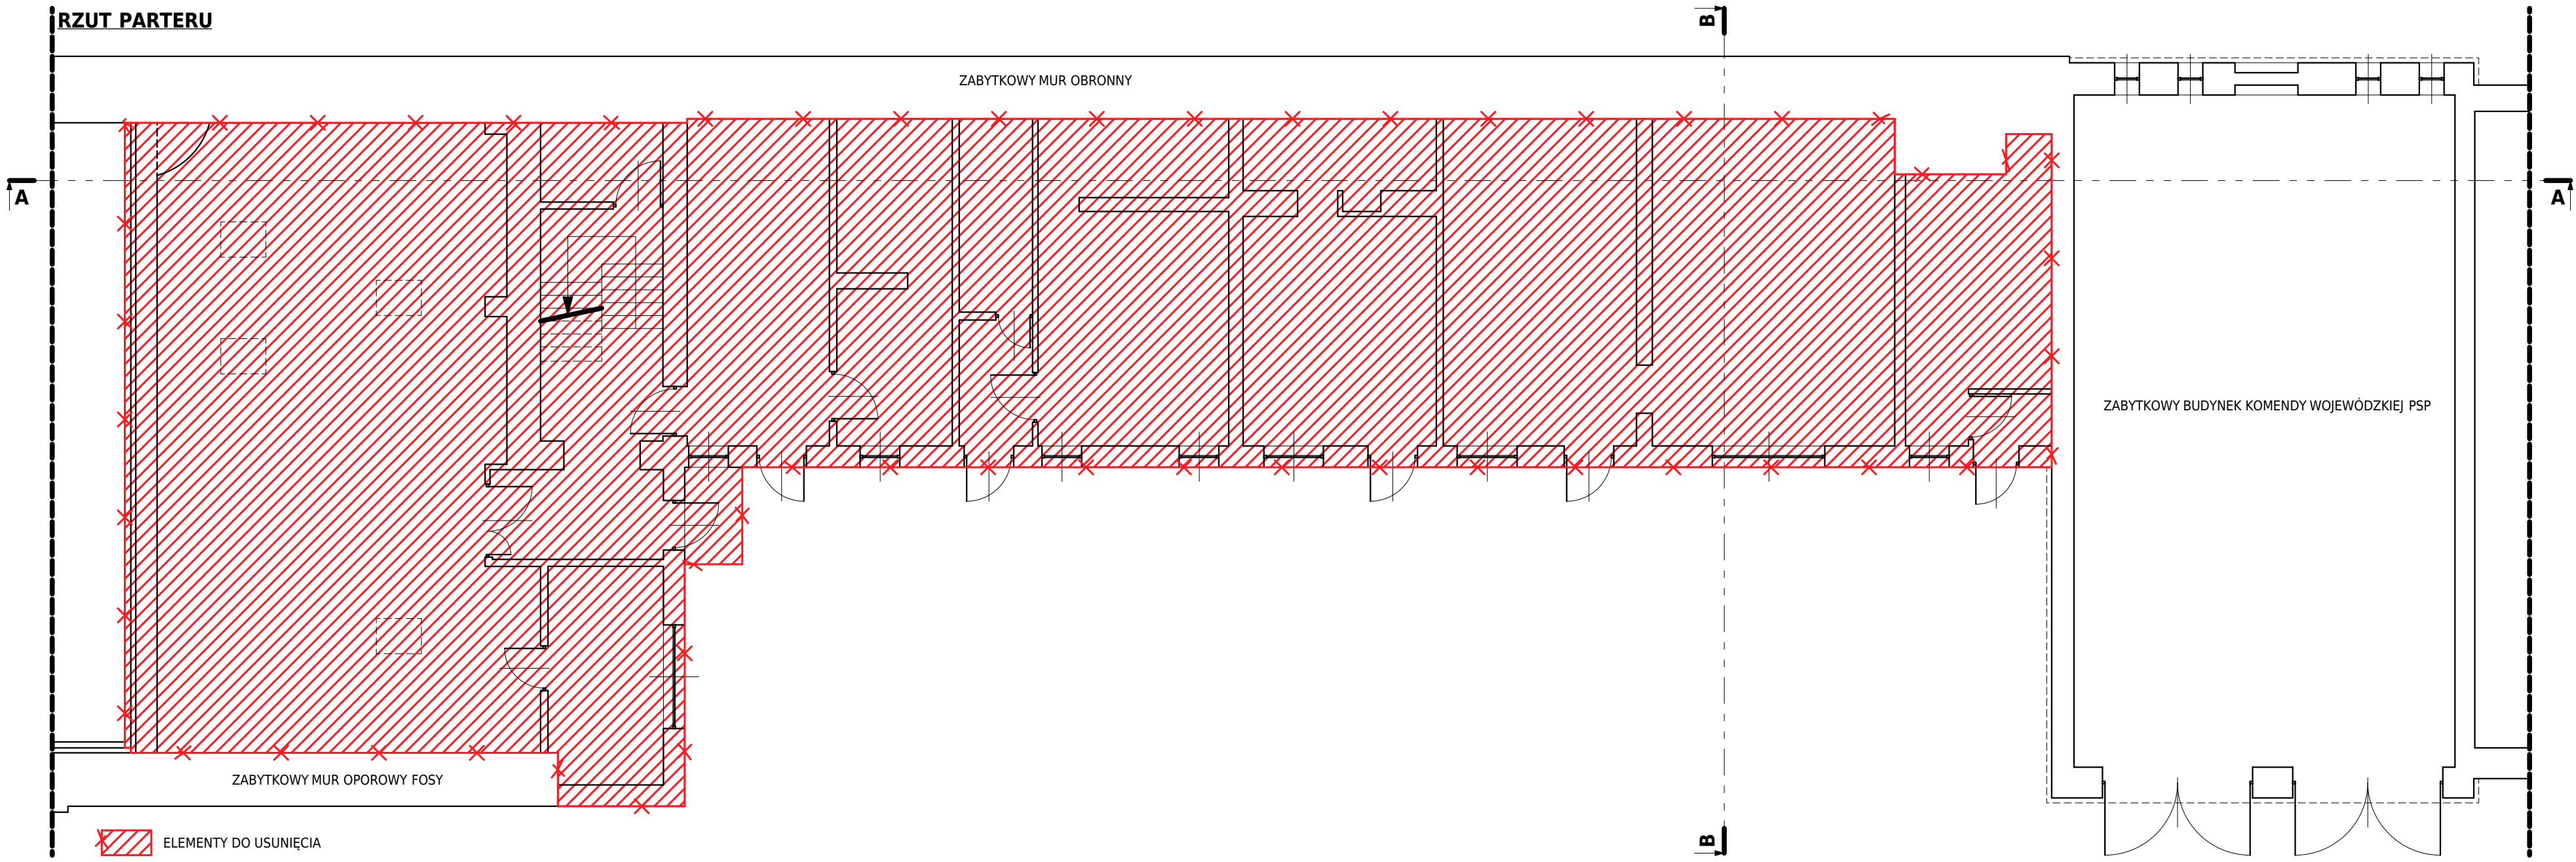 RZUT PARTERU
B
ZABYTKOWY MUR OBRONNY
A
A
ZABYTKOWY BUDYNEK KOMENDY WOJEWÓDZKIEJ PSP
ZABYTKOWY MUR OPOROWY FOSY
B
ELEMENTY DO USUNIĘCIA